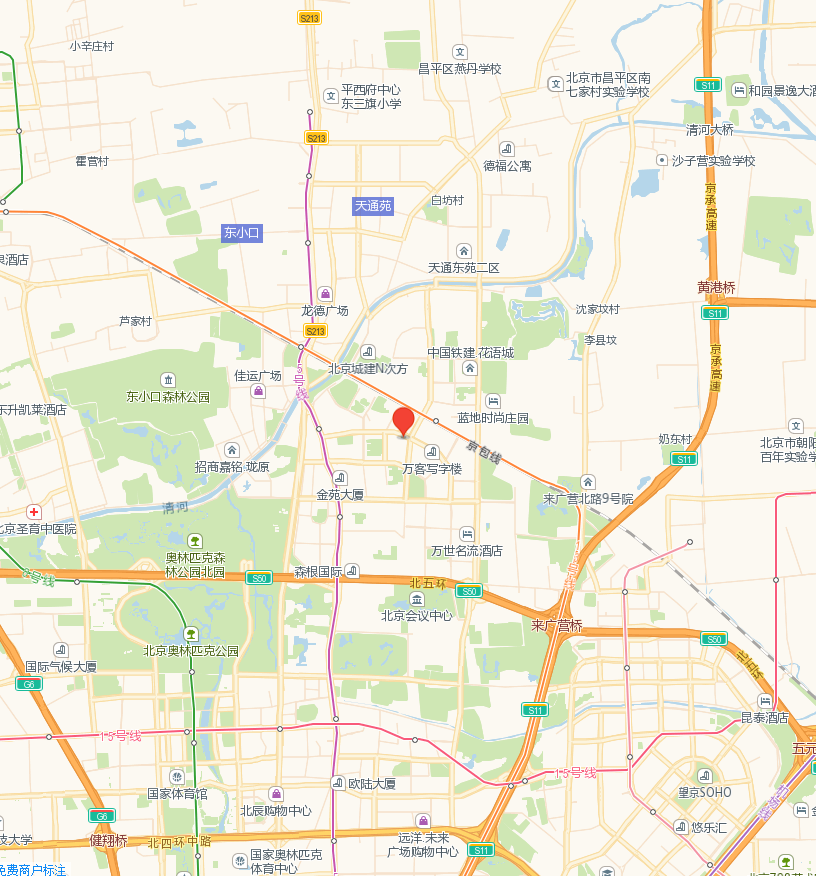 S213
小辛庄村
昌平区燕丹学校
北京市昌平区南
七家村实验学校
S11
和园景逸大酒
平西府中心
东三旗小学
清河大桥
S213
霍营村
德福公寓
沙子营实验学校
京承高速
白坊村
天通苑
东小口
泉酒店
天通东苑二区
黄港桥
龙德广场
沈家坟村
S11
芦家村
S213
李县坟
中国铁建 花语城
北京城建N次方
京承高速
5号线
佳运广场
东小口森林公园
东升凯莱酒店
蓝地时尚庄园
奶东村
北京市朝阳
百年实验学
京包线
S11
招商嘉铭·珑原
万客写字楼
金苑大厦
来广营北路9号院
清河
北京圣育中医院
万世名流酒店
奥林匹克森
林公园北园
森根国际
S50
北五环
S50
北京会议中心
来广营桥
S50
北京奥林匹克公园
北五环
国际气候大厦
G6
S11
昆泰酒店
15号线
五元
15号线
国家体育馆
欧陆大厦
望京SOHO
北辰购物中心
G6
悠乐汇
技大学
健翔桥
北四环中路
远洋.未来
广场购物中心
S11
国家奥林匹克
体育中心
免费商户标注